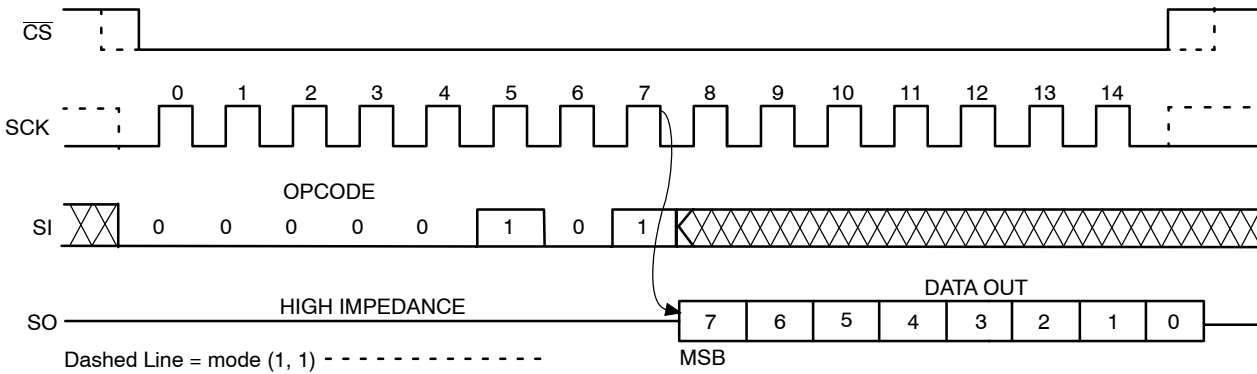 CS
0 1 2 3 4 5 6 7 8 9 10 11 12 13 14
SCK
OPCODE
SI 0 0 0 0 0 1 0 1
DATA OUT
HIGH IMPEDANCE
SO 7 6 5 4 3 2 1 0
Dashed Line = mode (1, 1) MSB